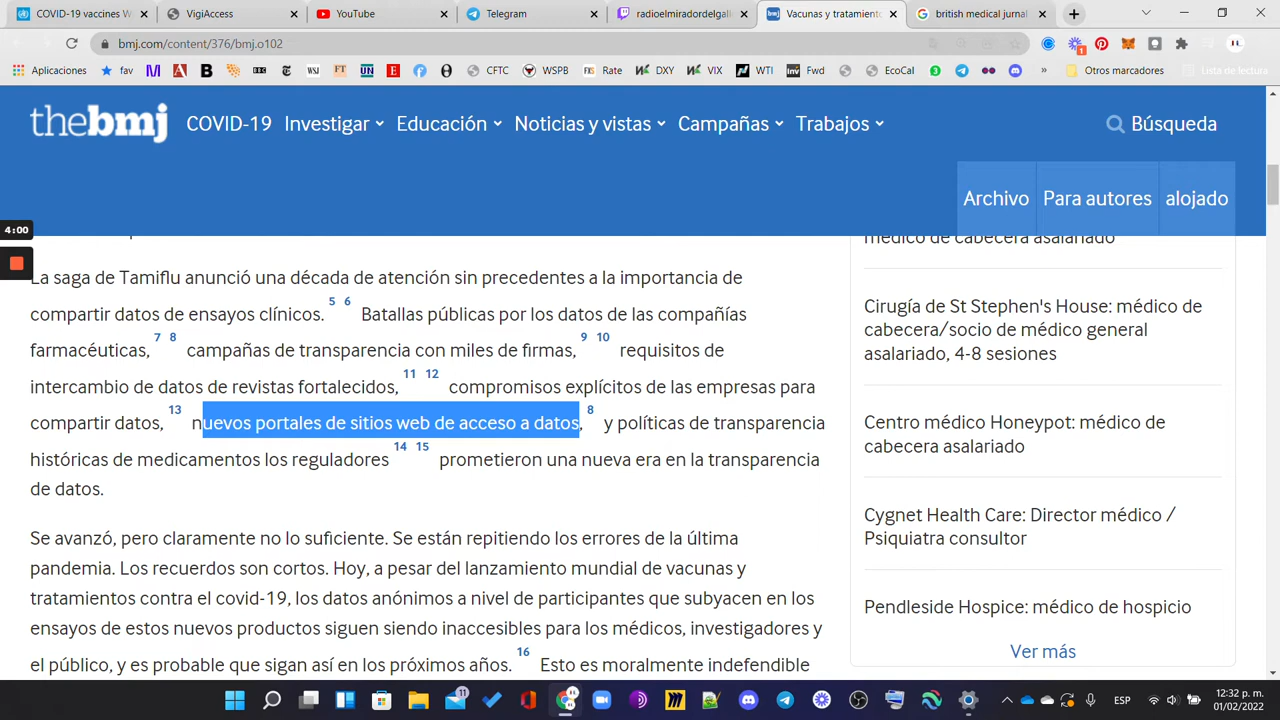 COVID-19 vaccines W
VigiAccess
YouTube
Telegram
radioelmiradordelgall
Vacunas y tratamiento
british medical jurnal
bmj.com/content/376/bmj.o102
Aplicaciones fav CFTC WSPB Rate DXY VIX WTI Fwd EcoCal Otros marcadores Lista de lectura
thebmj COVID-19 Investigar Educación Noticias y vistas Campañas Trabajos Búsqueda
Archivo Para autores alojado
4:00
La saga de Tamiflu anunció una década de atención sin precedentes a la importancia de
compartir datos de ensayos clínicos. 5 6 Batallas públicas por los datos de las compañías
farmacéuticas, 7 8 campañas de transparencia con miles de firmas, 9 10 requisitos de
intercambio de datos de revistas fortalecidos, 11 12 compromisos explícitos de las empresas para
compartir datos, 13 nuevos portales de sitios web de acceso a datos, 8 y políticas de transparencia
históricas de medicamentos los reguladores 14 15 prometieron una nueva era en la transparencia
de datos.
Se avanzó, pero claramente no lo suficiente. Se están repitiendo los errores de la última
pandemia. Los recuerdos son cortos. Hoy, a pesar del lanzamiento mundial de vacunas y
tratamientos contra el covid-19, los datos anónimos a nivel de participantes que subyacen en los
ensayos de estos nuevos productos siguen siendo inaccesibles para los médicos, investigadores y
el público, y es probable que sigan así en los próximos años. 16 Esto es moralmente indefendible
médico de cabecera asalariado
Cirugía de St Stephen's House: médico de
cabecera/socio de médico general
asalariado, 4-8 sesiones
Centro médico Honeypot: médico de
cabecera asalariado
Cygnet Health Care: Director médico /
Psiquiatra consultor
Pendleside Hospice: médico de hospicio
Ver más
11
ESP
12:32 p. m.
01/02/2022